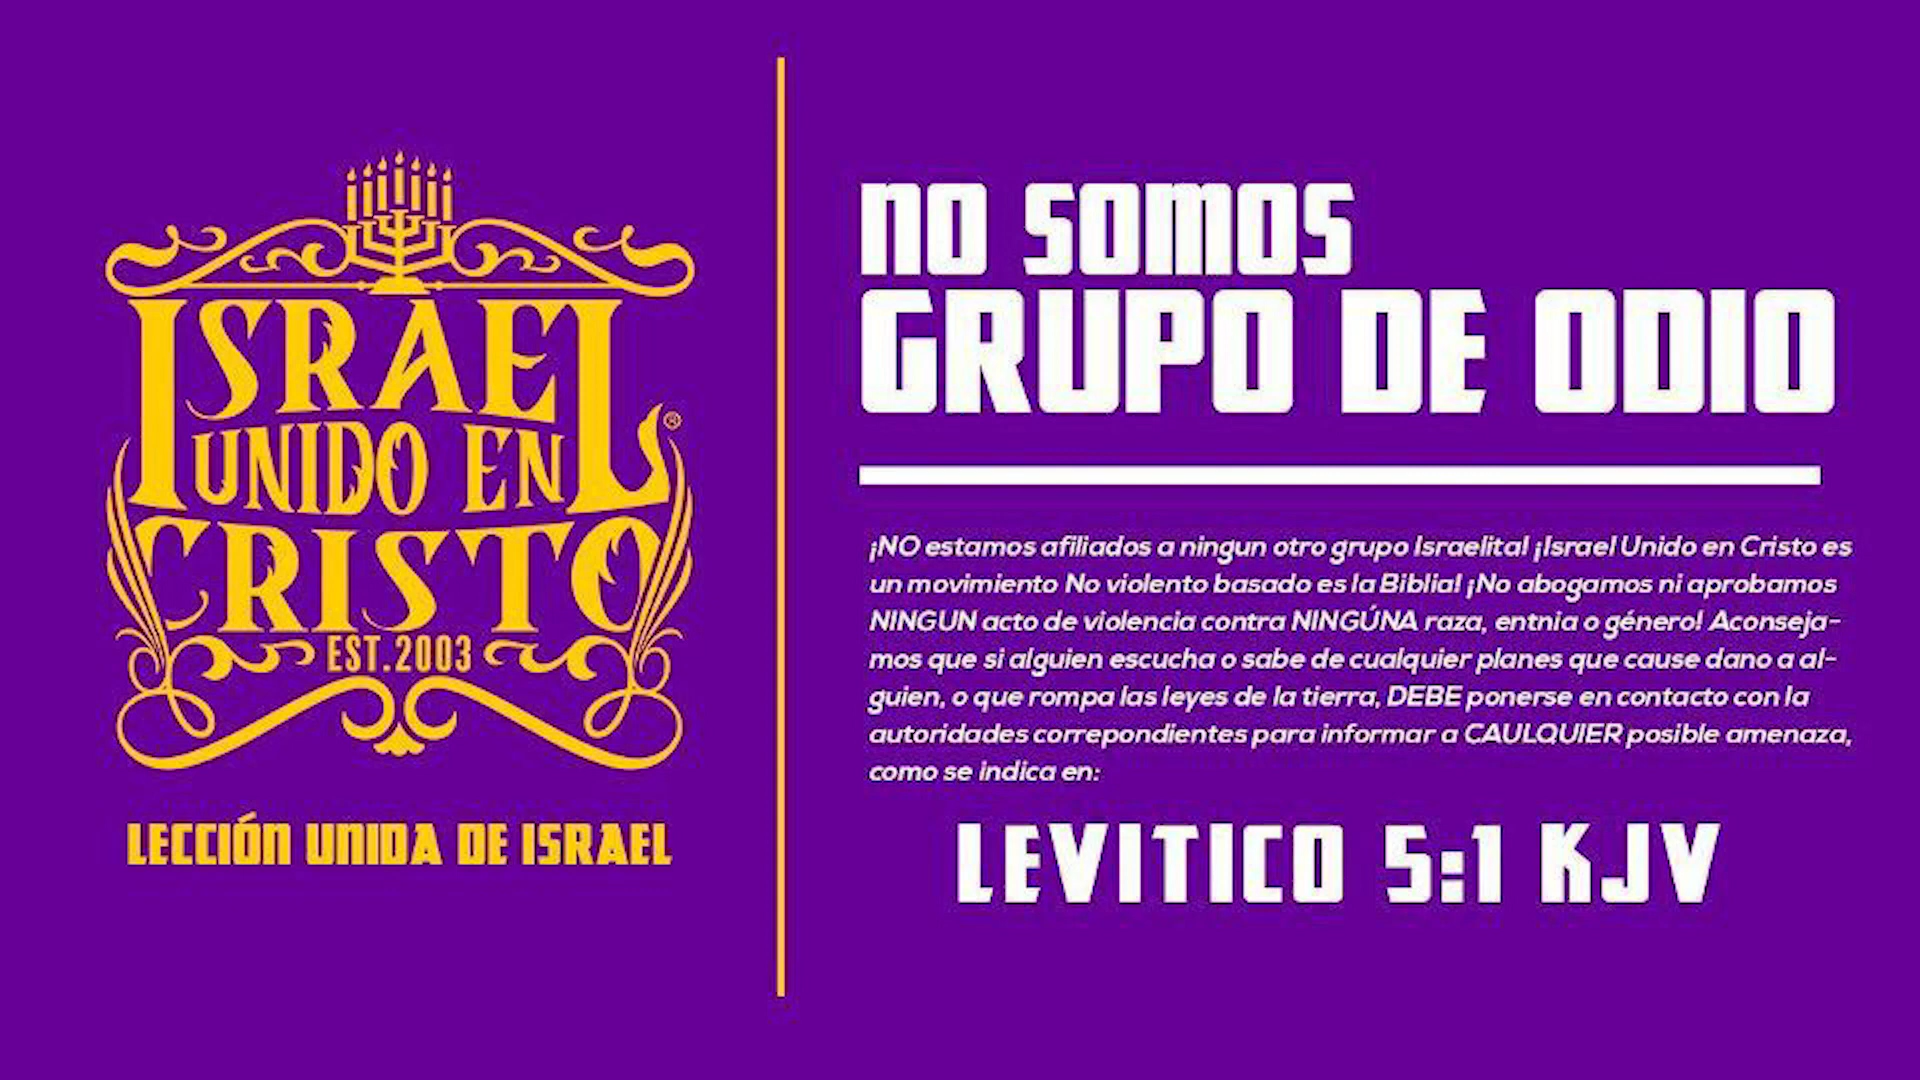 ISRAEL
UNIDO EN
CRISTO
®
EST.2003
LECCIÓN UNIDA DE ISRAEL
NO SOMOS
GRUPO DE ODIO
¡NO estamos afiliados a ningun otro grupo Israelita! ¡Israel Unido en Cristo es
un movimiento No violento basado es la Biblia! ¡No abogamos ni aprobamos
NINGUN acto de violencia contra NINGÚNA raza, entnia o género! Aconseja-
mos que si alguien escucha o sabe de cualquier planes que cause dano a al-
guien, o que rompa las leyes de la tierra, DEBE ponerse en contacto con la
autoridades correpondientes para informar a CAULQUIER posible amenaza,
como se indica en:
LEVITICO 5:1 KJV